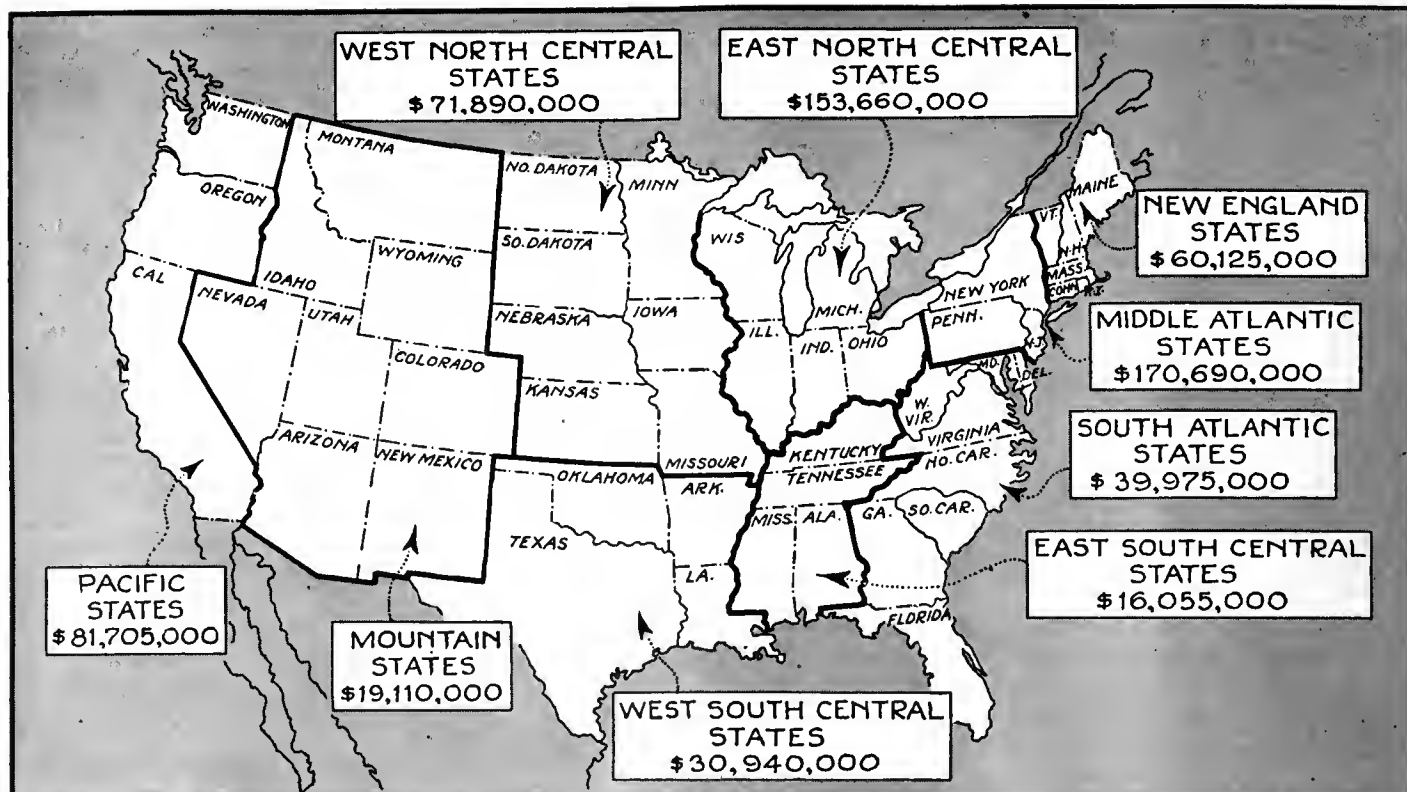 WEST NORTH CENTRAL
STATES
$71,890,000
EAST NORTH CENTRAL
STATES
$153,660,000
WASHINGTON
MONTANA
NO. DAKOTA
MINN
MAINE
OREGON
SO. DAKOTA
WIS
VT.
NEW ENGLAND
STATES
$60,125,000
N.H.
WYOMING
MASS.
CAL
IDAHO
CONN.
R.I.
NEVADA
NEW YORK
UTAH
NEBRASKA
IOWA
MICH.
PENN.
ILL.
IND.
OHIO
MIDDLE ATLANTIC
STATES
$170,690,000
N.J.
COLORADO
MD.
DEL.
KANSAS
W.
VIR.
SOUTH ATLANTIC
STATES
$39,975,000
ARIZONA
NEW MEXICO
VIRGINIA
MISSOURI
KENTUCKY
NO. CAR.
OKLAHOMA
TENNESSEE
ARK.
MISS.
ALA.
GA.
SO. CAR.
TEXAS
EAST SOUTH CENTRAL
STATES
$16,055,000
LA.
FLORIDA
PACIFIC
STATES
$81,705,000
MOUNTAIN
STATES
$19,110,000
WEST SOUTH CENTRAL
STATES
$30,940,000